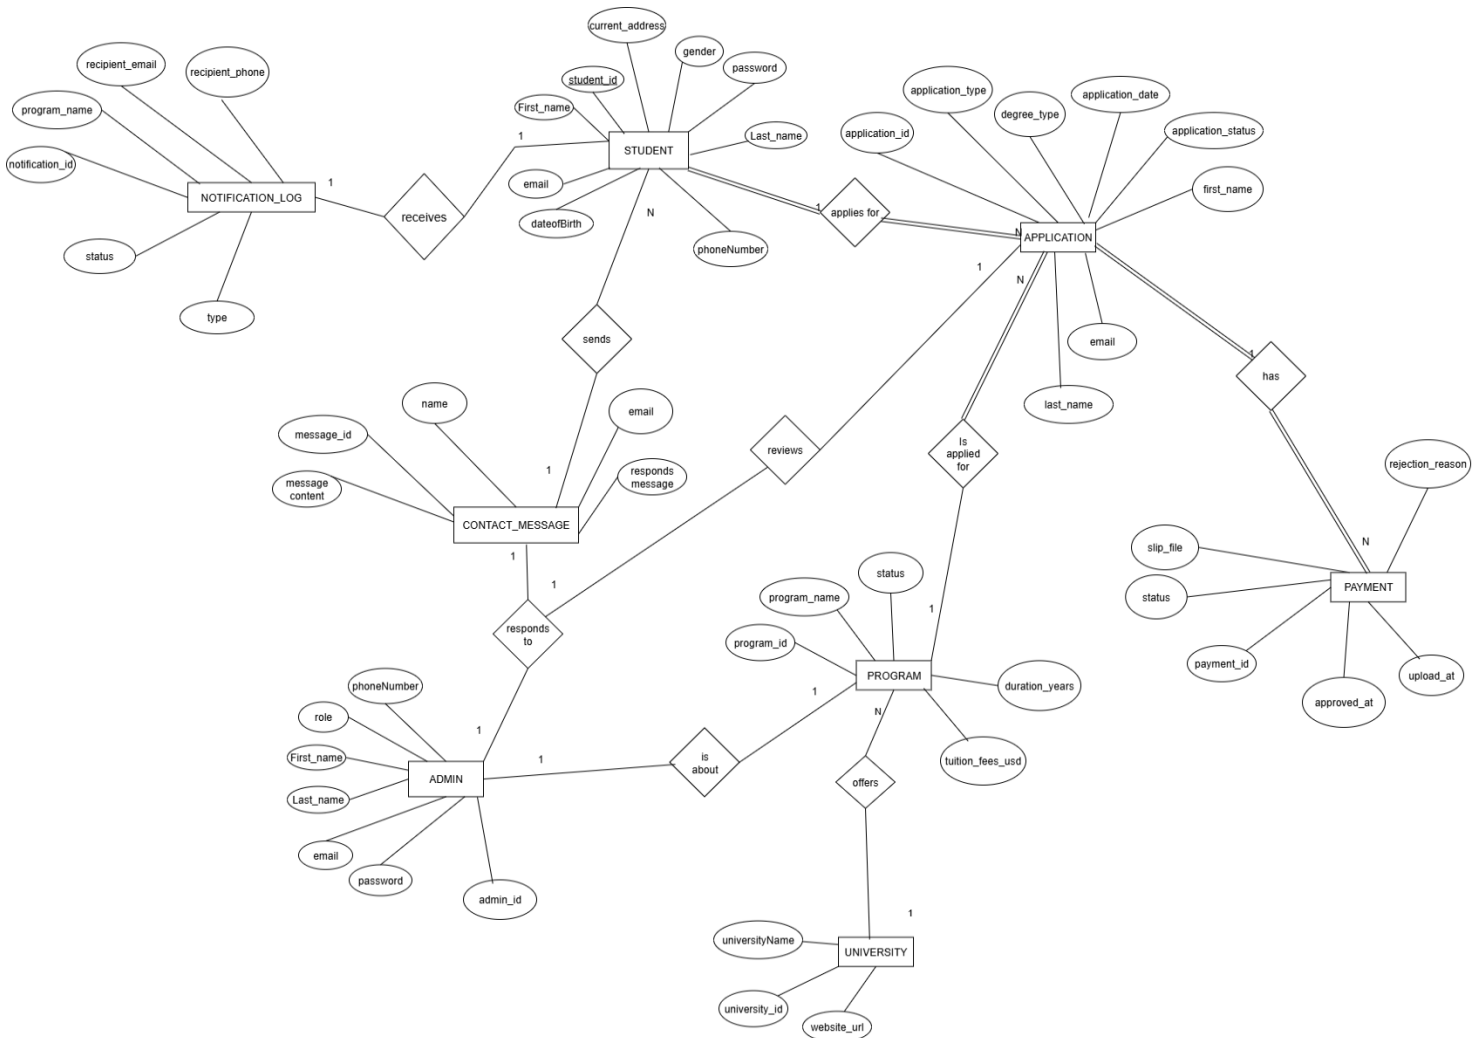 current_address
gender
recipient_email
recipient_phone
student_id
password
program_name
First_name
Last_name
application_type
application_date
degree_type
application_id
application_status
1
STUDENT
notification_id
email
1
NOTIFICATION_LOG
receives
N
1
applies for
first_name
dateofBirth
phoneNumber
N
APPLICATION
status
1
N
type
sends
email
1
has
last_name
name
email
message_id
reviews
Is
applied
for
1
responds
message
message
content
rejection_reason
CONTACT_MESSAGE
1
N
slip_file
status
1
program_name
status
PAYMENT
1
responds
to
program_id
payment_id
upload_at
approved_at
PROGRAM
duration_years
phoneNumber
role
1
N
1
First_name
1
is
about
tuition_fees_usd
ADMIN
offers
Last_name
email
password
admin_id
1
universityName
UNIVERSITY
university_id
website_url